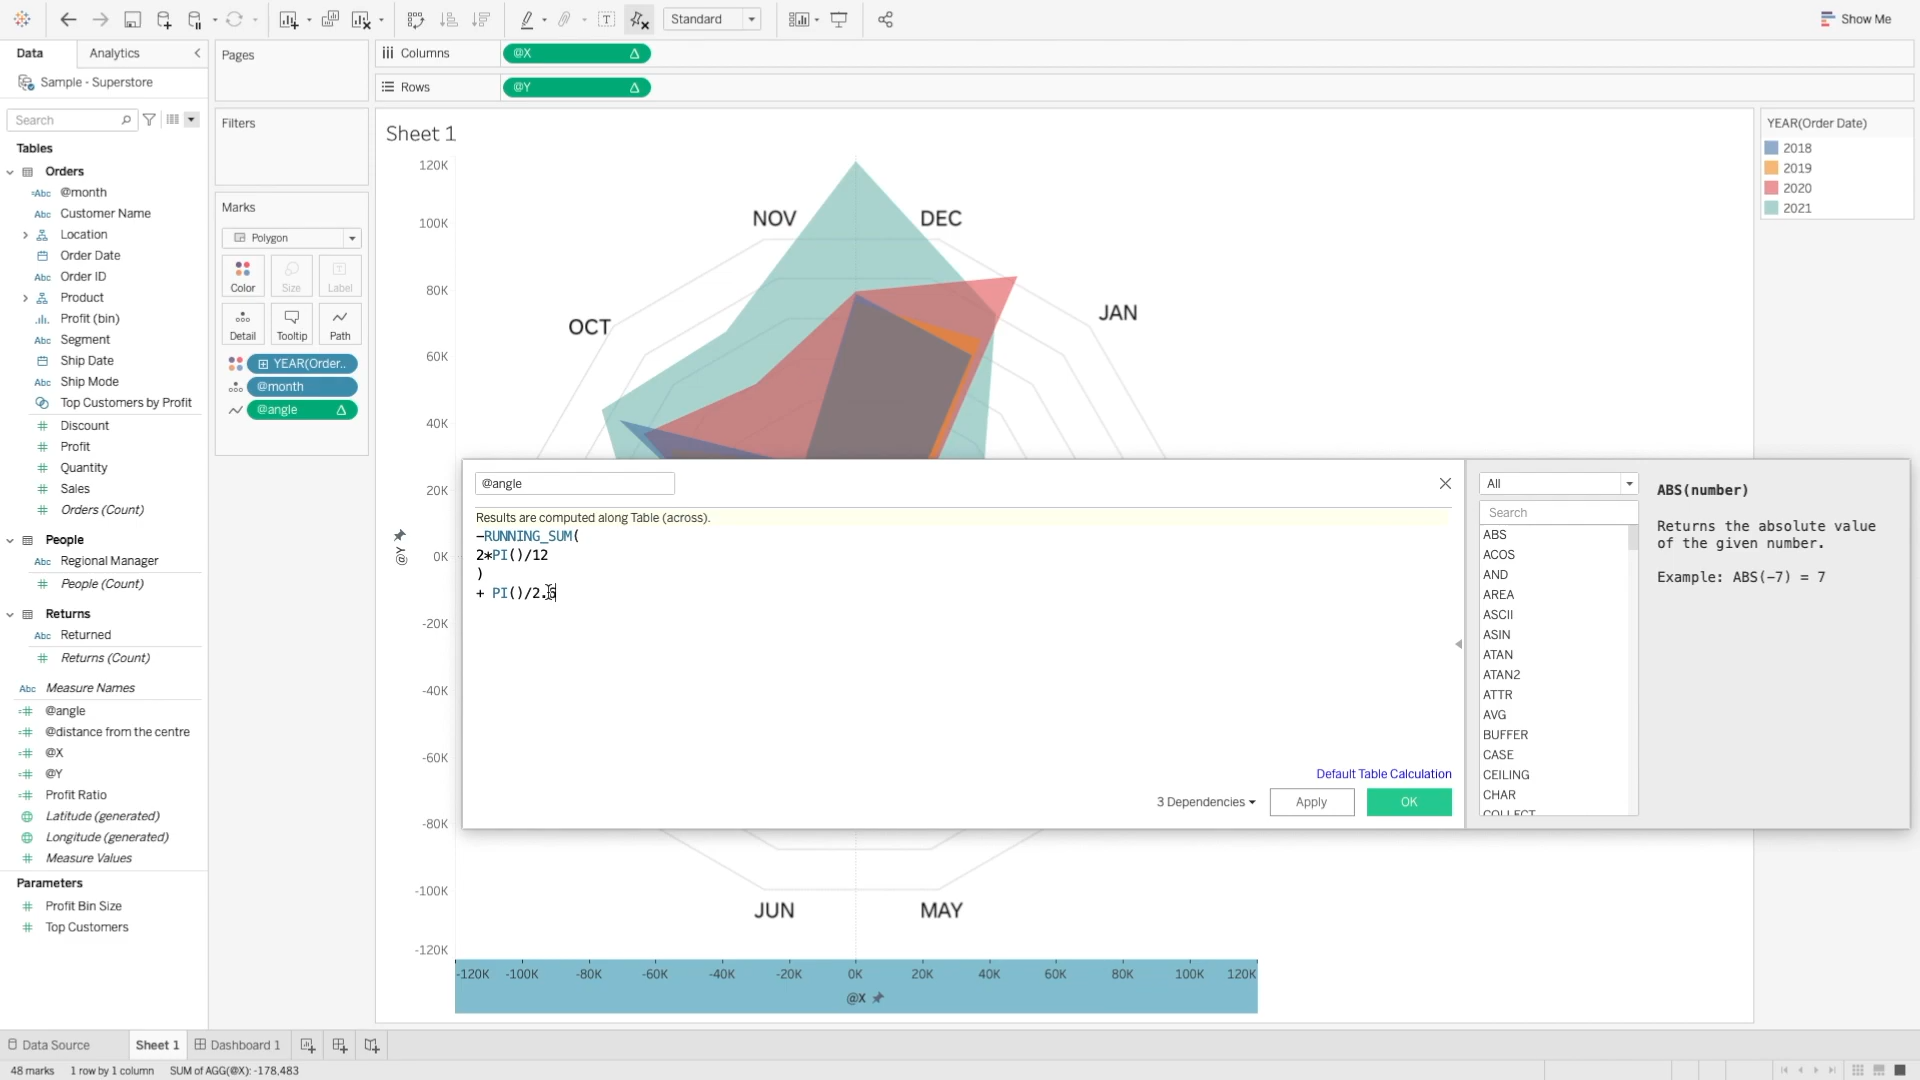 Standard
Show Me
Data
Analytics
Sample - Superstore
Search
Tables
Orders
Abc @month
Abc Customer Name
Location
Order Date
Abc Order ID
Product
Profit (bin)
Abc Segment
Ship Date
Abc Ship Mode
Top Customers by Profit
Discount
Profit
Quantity
Sales
Orders (Count)
People
Abc Regional Manager
People (Count)
Returns
Abc Returned
Returns (Count)
Abc Measure Names
@angle
@distance from the centre
@X
@Y
Profit Ratio
Latitude (generated)
Longitude (generated)
Measure Values
Parameters
Profit Bin Size
Top Customers
Pages
Filters
Marks
Polygon
Color
Size
Label
Detail
Tooltip
Path
YEAR(Order..
@month
@angle
Columns
@X
Rows
@Y
Sheet 1
120K
100K
80K
60K
40K
20K
0K
-20K
-40K
-60K
-80K
-100K
-120K
@Y
NOV
DEC
OCT
JAN
JUN
MAY
-120K -100K -80K -60K -40K -20K 0K 20K 40K 60K 80K 100K 120K
@X
YEAR(Order Date)
2018
2019
2020
2021
@angle
Results are computed along Table (across).
-RUNNING_SUM(
2*PI()/12
)
Default Table Calculation
3 Dependencies
Apply
OK
All
Search
ABS
ACOS
AND
AREA
ASCII
ASIN
ATAN
ATAN2
ATTR
AVG
BUFFER
CASE
CEILING
CHAR
COLLECT
ABS(number)
Returns the absolute value
of the given number.
Example: ABS(-7) = 7
Data Source
Sheet 1
Dashboard 1
48 marks
1 row by 1 column
SUM of AGG(@X): -178,483